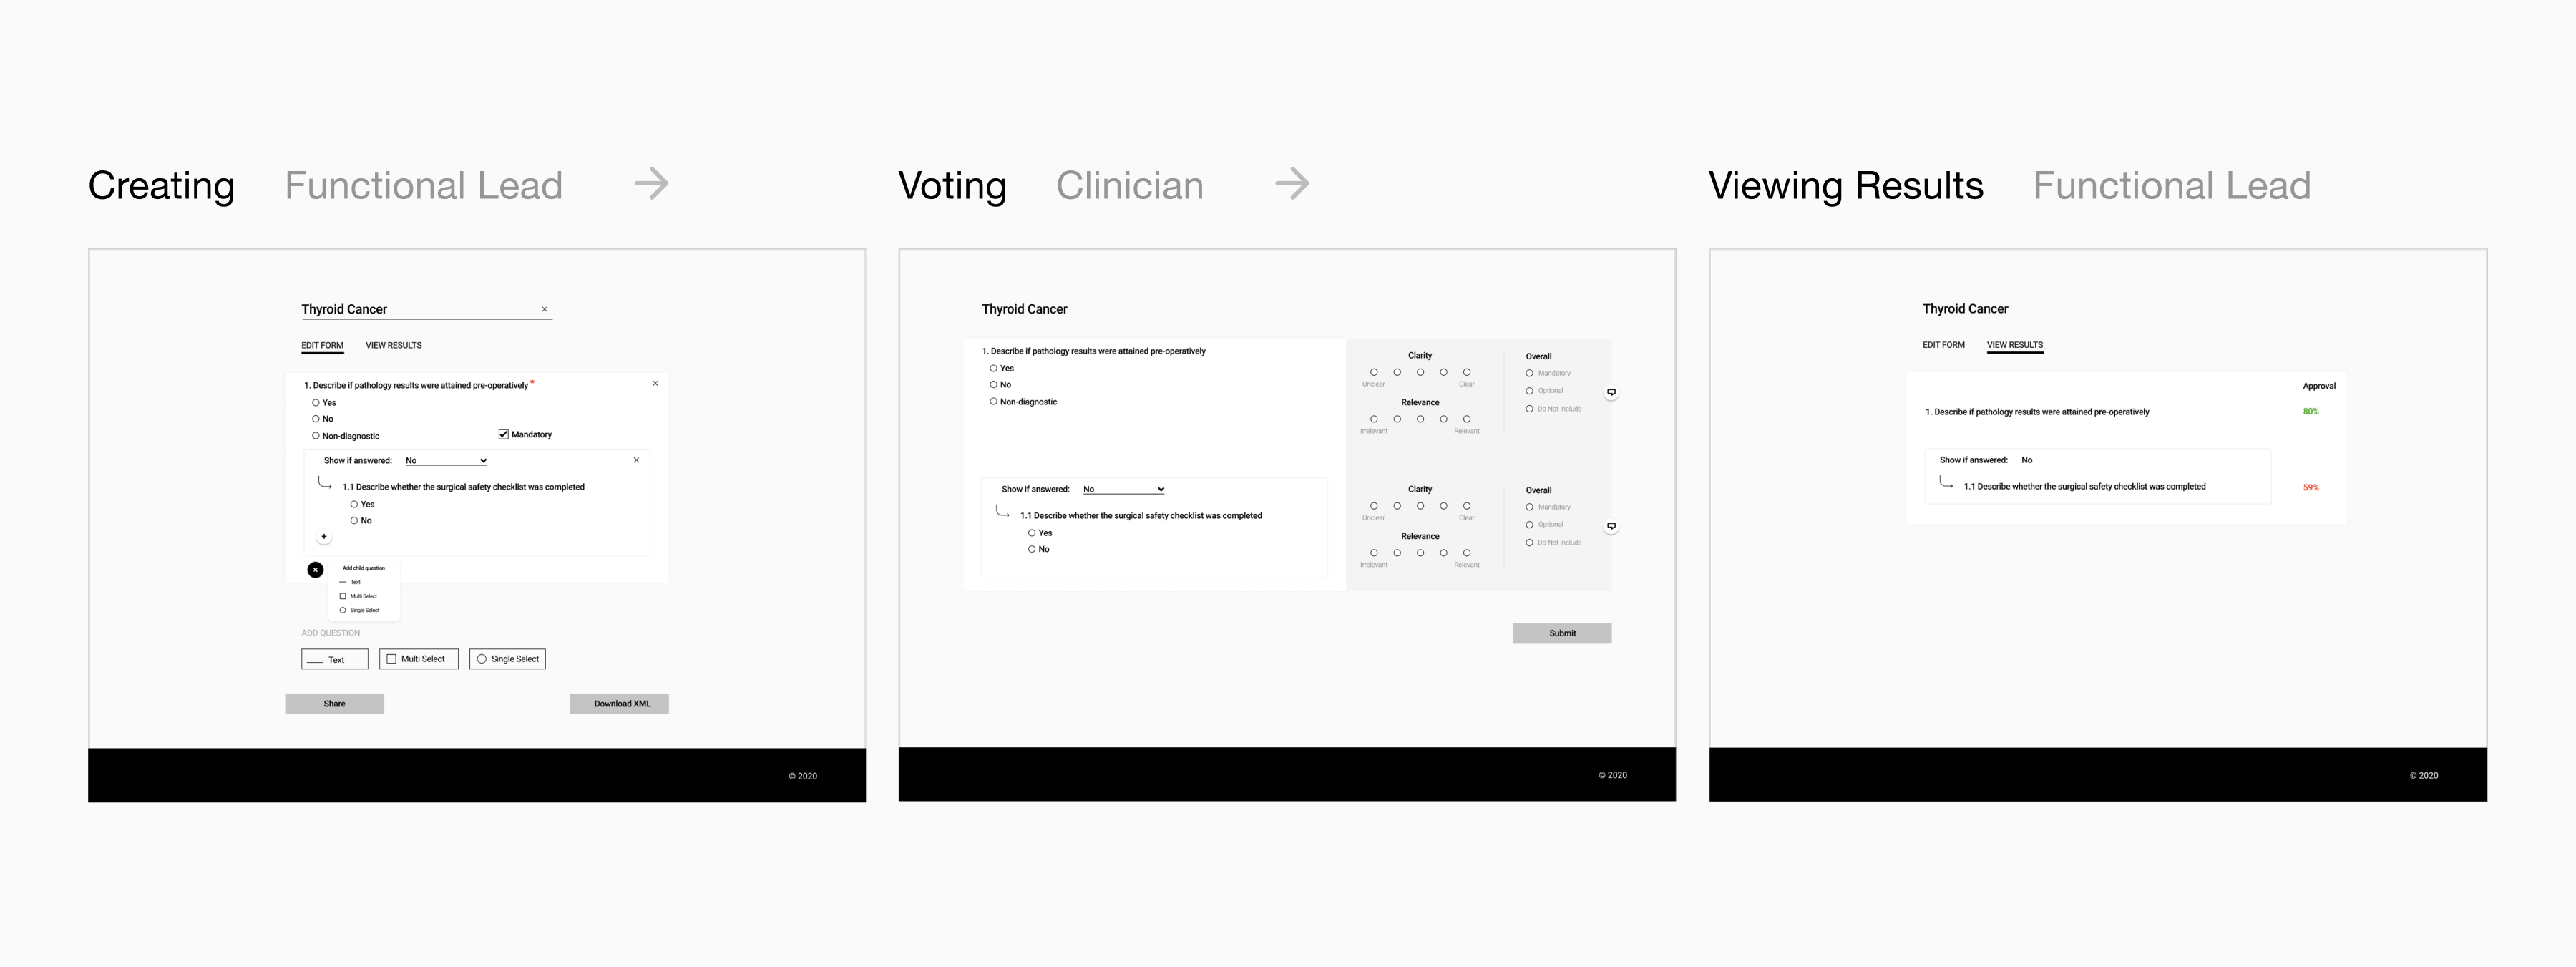 Creating Functional Lead →
Thyroid Cancer ×
EDIT FORM VIEW RESULTS
1. Describe if pathology results were attained pre-operatively * ×
Yes
No
Non-diagnostic Mandatory
Show if answered: No ×
1.1 Describe whether the surgical safety checklist was completed
Yes
No
+
× Add child question
Text
Multi Select
Single Select
ADD QUESTION
Text Multi Select Single Select
Share Download XML
© 2020
Voting Clinician →
Thyroid Cancer
1. Describe if pathology results were attained pre-operatively
Yes
No
Non-diagnostic
Clarity
Unclear Clear
Relevance
Irrelevant Relevant
Overall
Mandatory
Optional
Do Not Include
Show if answered: No
1.1 Describe whether the surgical safety checklist was completed
Yes
No
Clarity
Unclear Clear
Relevance
Irrelevant Relevant
Overall
Mandatory
Optional
Do Not Include
Submit
© 2020
Viewing Results Functional Lead
Thyroid Cancer
EDIT FORM VIEW RESULTS
Approval
1. Describe if pathology results were attained pre-operatively 80%
Show if answered: No
1.1 Describe whether the surgical safety checklist was completed 59%
© 2020